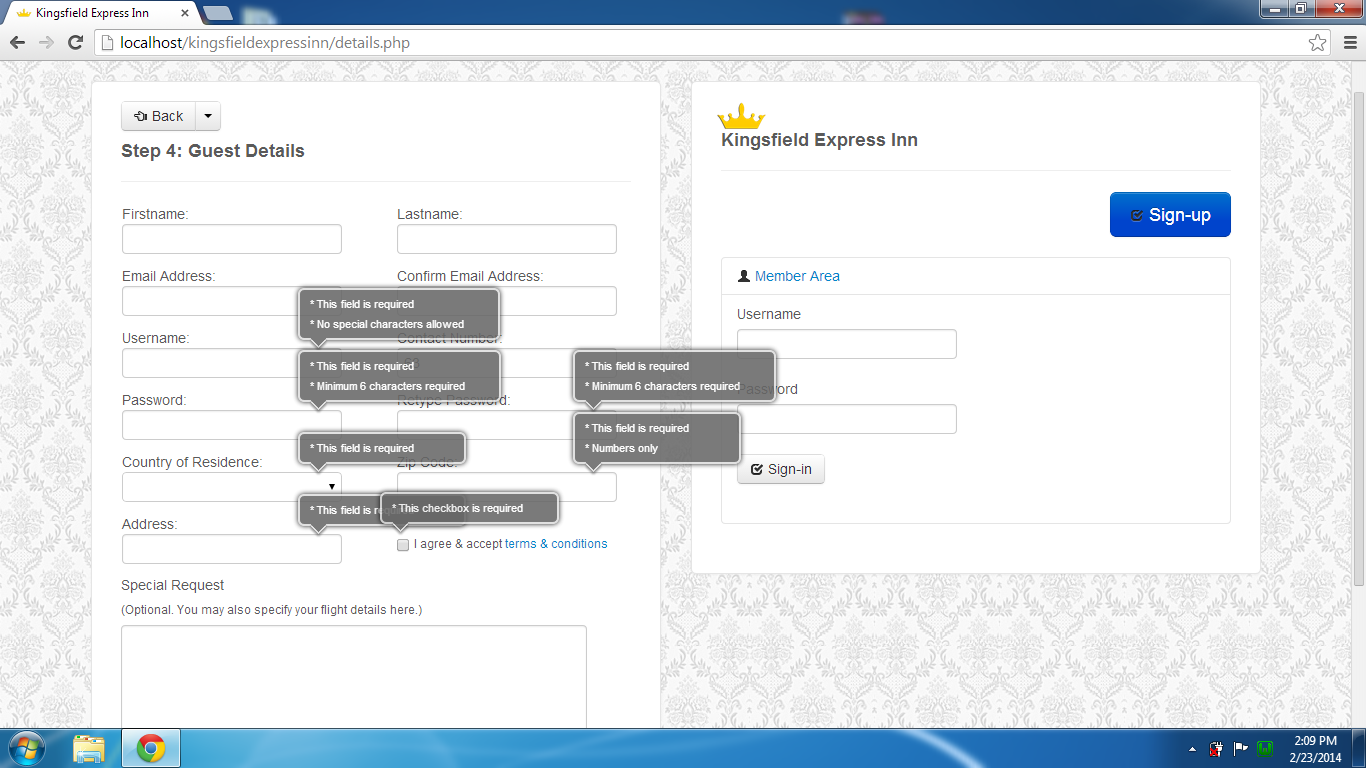 Kingsfield Express Inn
localhost/kingsfieldexpressinn/details.php
Back
Step 4: Guest Details
Firstname:
Lastname:
Email Address:
Confirm Email Address:
* This field is required
* No special characters allowed
Username:
Contact Number:
* This field is required
* Minimum 6 characters required
* This field is required
* Minimum 6 characters required
Password:
Retype Password:
* This field is required
* Numbers only
* This field is required
Country of Residence:
Zip Code:
* This field is
* This checkbox is required
Address:
I agree & accept terms & conditions
Special Request
(Optional. You may also specify your flight details here.)
Kingsfield Express Inn
Sign-up
Member Area
Username
Password
Sign-in
2:09 PM
2/23/2014